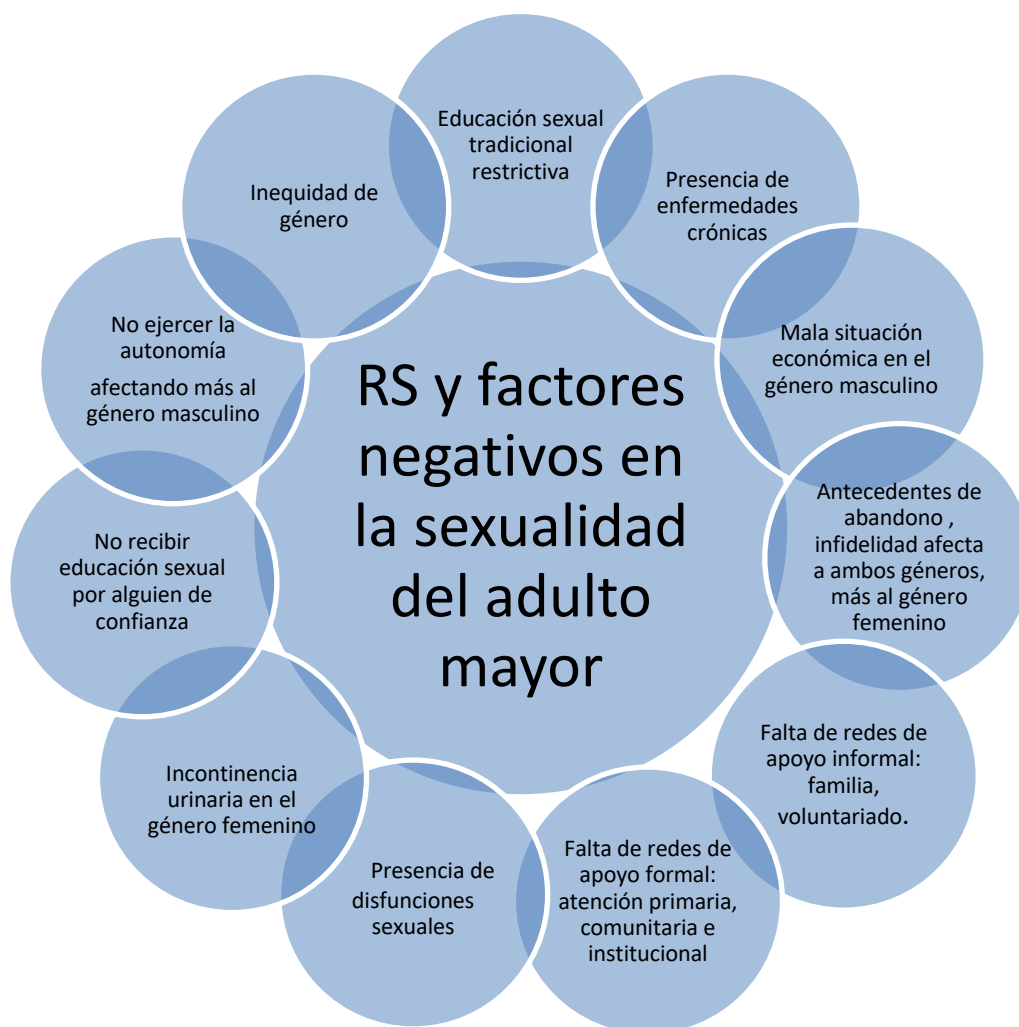 Educación sexual
tradicional
restrictiva
Presencia de
enfermedades
crónicas
Mala situación
económica en el
género masculino
Antecedentes de
abandono ,
infidelidad afecta
a ambos géneros,
más al género
femenino
Falta de redes de
apoyo informal:
familia,
voluntariado.
Falta de redes de
apoyo formal:
atención primaria,
comunitaria e
institucional
Presencia de
disfunciones
sexuales
Incontinencia
urinaria en el
género femenino
No recibir
educación sexual
por alguien de
confianza
No ejercer la
autonomía
afectando más al
género masculino
Inequidad de
género
RS y factores
negativos en
la sexualidad
del adulto
mayor